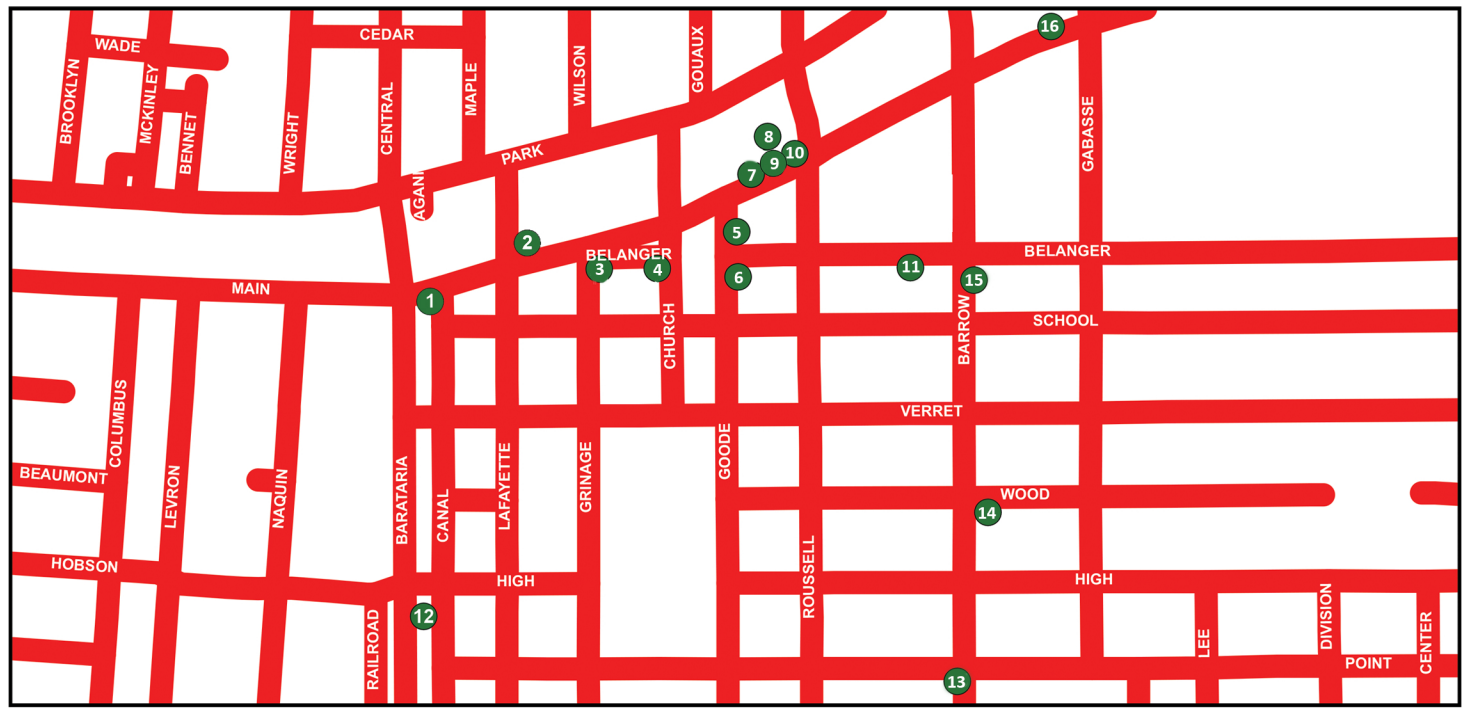 WADE
CEDAR
BROOKLYN
MCKINLEY
BENNET
WRIGHT
CENTRAL
MAPLE
WILSON
GOUAUX
16
PARK
AGANI
8
10
9
7
GABASSE
2
5
BELANGER
BELANGER
3
4
6
11
15
MAIN
1
CHURCH
SCHOOL
BARROW
COLUMBUS
VERRET
BEAUMONT
LEVRON
NAQUIN
BARATARIA
CANAL
LAFAYETTE
GRINAGE
GOODE
WOOD
14
HOBSON
HIGH
ROUSSELL
HIGH
12
RAILROAD
LEE
DIVISION
CENTER
POINT
13